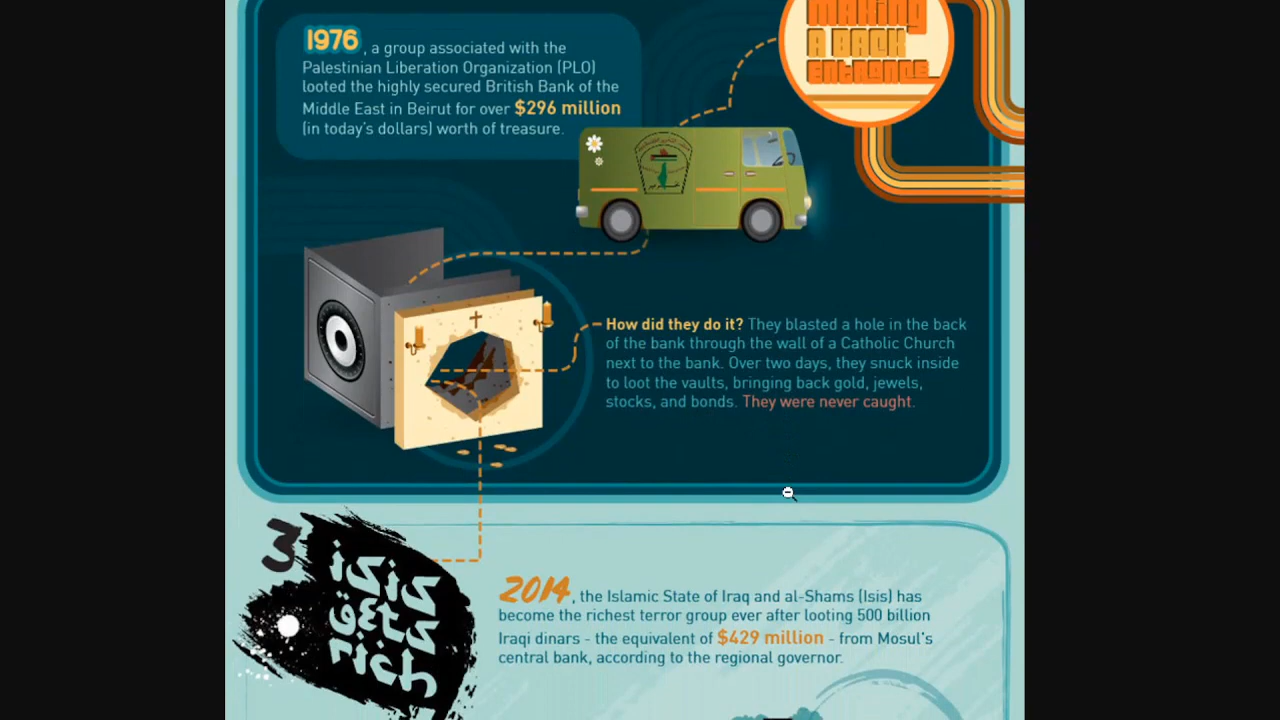 MAKING
A BACK
ENTRANCE
1976, a group associated with the
Palestinian Liberation Organization (PLO)
looted the highly secured British Bank of the
Middle East in Beirut for over $296 million
(in today's dollars) worth of treasure.
How did they do it? They blasted a hole in the back
of the bank through the wall of a Catholic Church
next to the bank. Over two days, they snuck inside
to loot the vaults, bringing back gold, jewels,
stocks, and bonds. They were never caught.
3
isis
gets
rich
2014, the Islamic State of Iraq and al-Shams (Isis) has
become the richest terror group ever after looting 500 billion
Iraqi dinars - the equivalent of $429 million - from Mosul's
central bank, according to the regional governor.